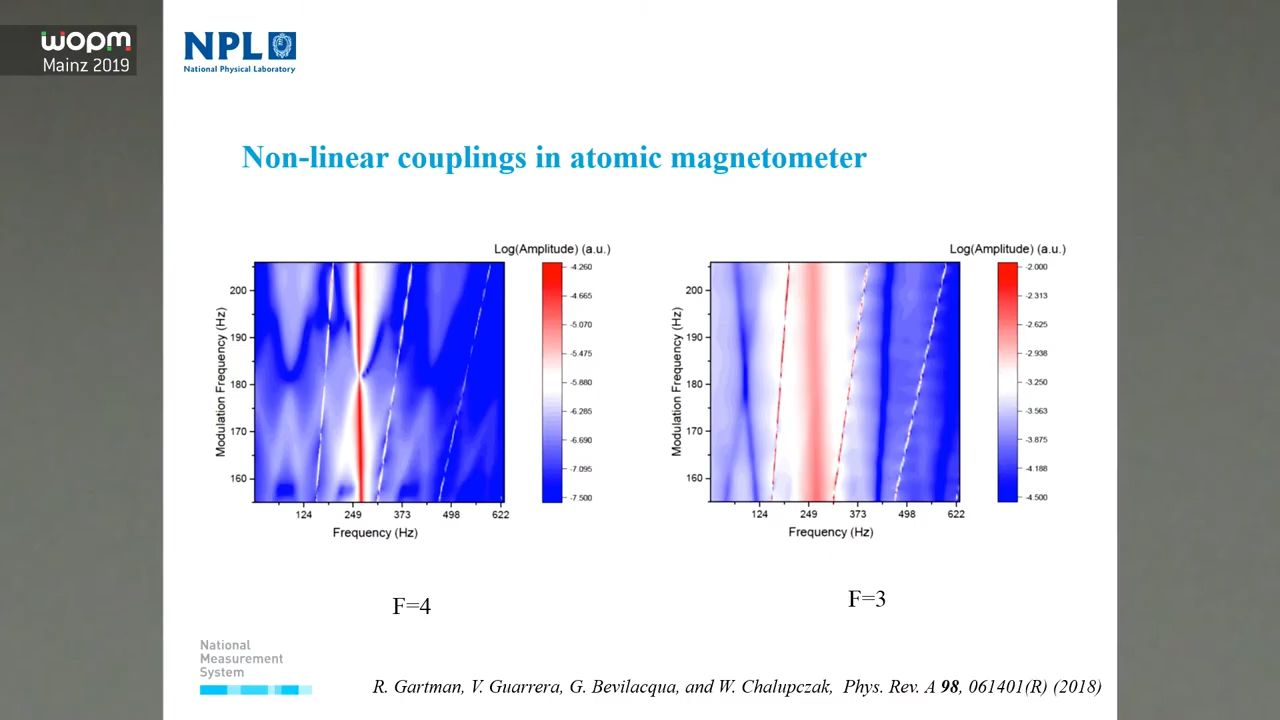 wopm
Mainz 2019
NPL
National Physical Laboratory
Non-linear couplings in atomic magnetometer
Log(Amplitude) (a.u.)
Modulation Frequency (Hz)
200
190
180
170
160
124 249 373 498 622
Frequency (Hz)
-4.260
-4.665
-5.070
-5.475
-5.880
-6.285
-6.690
-7.095
-7.500
F=4
Log(Amplitude) (a.u.)
Modulation Frequency (Hz)
200
190
180
170
160
124 249 373 498 622
Frequency (Hz)
-2.000
-2.313
-2.625
-2.938
-3.250
-3.563
-3.875
-4.188
-4.500
F=3
National
Measurement
System
R. Gartman, V. Guarrera, G. Bevilacqua, and W. Chalupczak, Phys. Rev. A 98, 061401(R) (2018)